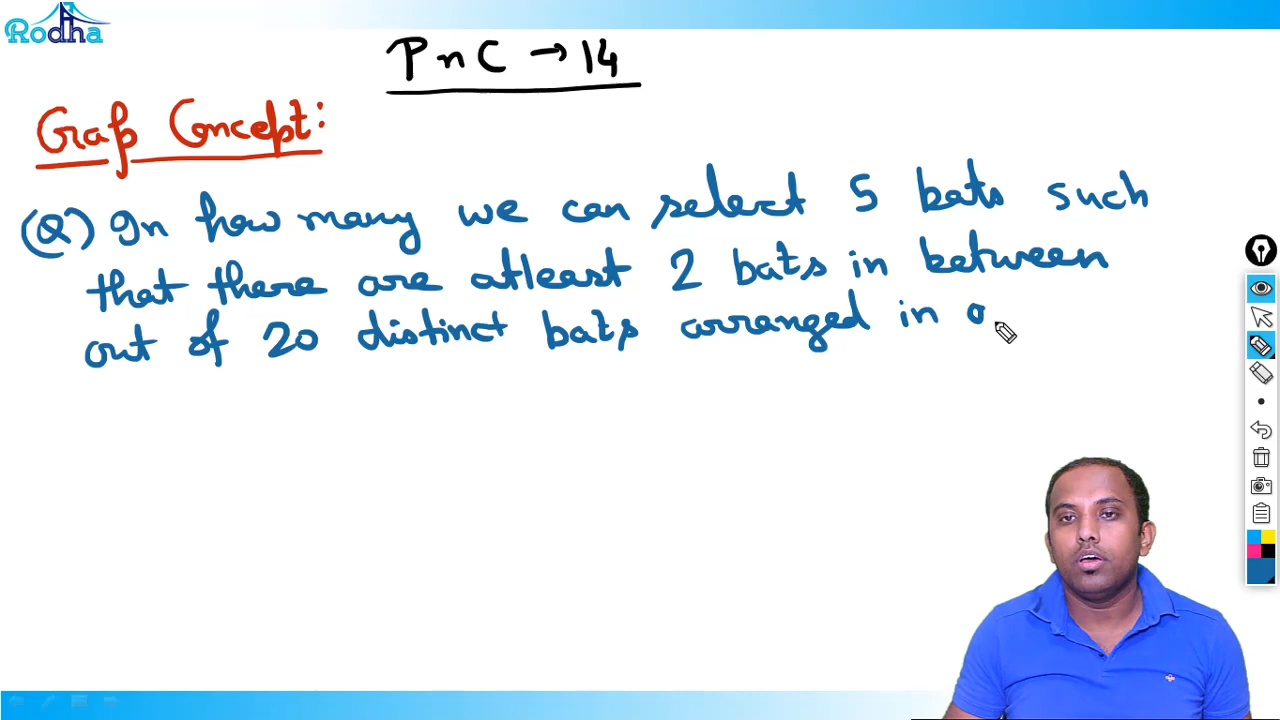 Rodha
PnC → 14
Gap Concept:
(Q) In how many we can select 5 bats such
that there are atleast 2 bats in between
out of 20 distinct bats arranged in a